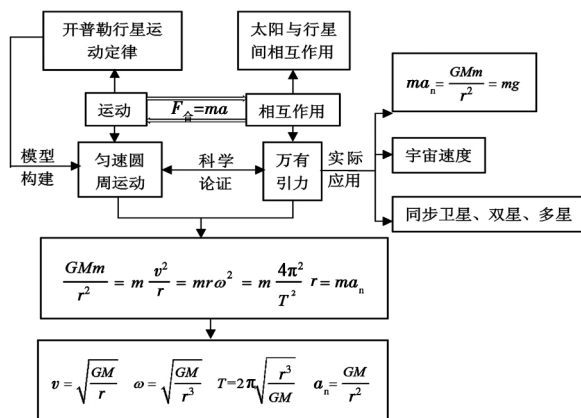 开普勒行星运
动定律
太阳与行星
间相互作用
maₙ = GMm/r² = mg
运动
F合=ma
相互作用
模型
构建
匀速圆
周运动
科学
论证
万有
引力
实际
应用
宇宙速度
同步卫星、双星、多星
GMm/r² = m v²/r = mrω² = m 4π²/T² r = maₙ
v=√(GM/r) ω=√(GM/r³) T=2π√(r³/GM) aₙ=GM/r²